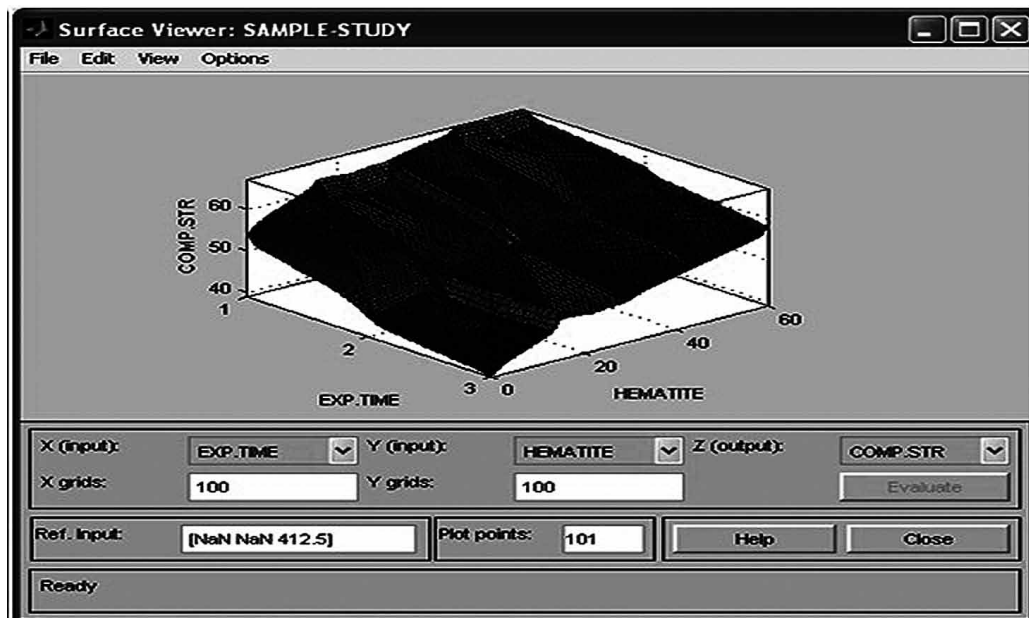 Surface Viewer: SAMPLE-STUDY
File Edit View Options
COMP.STR
60
50
40
1
2
3
EXP.TIME
0
20
40
60
HEMATITE
X (input): EXP.TIME Y (input): HEMATITE Z (output): COMP.STR
X grids: 100 Y grids: 100 Evaluate
Ref. Input: [NaN NaN 412.5] Plot points: 101 Help Close
Ready